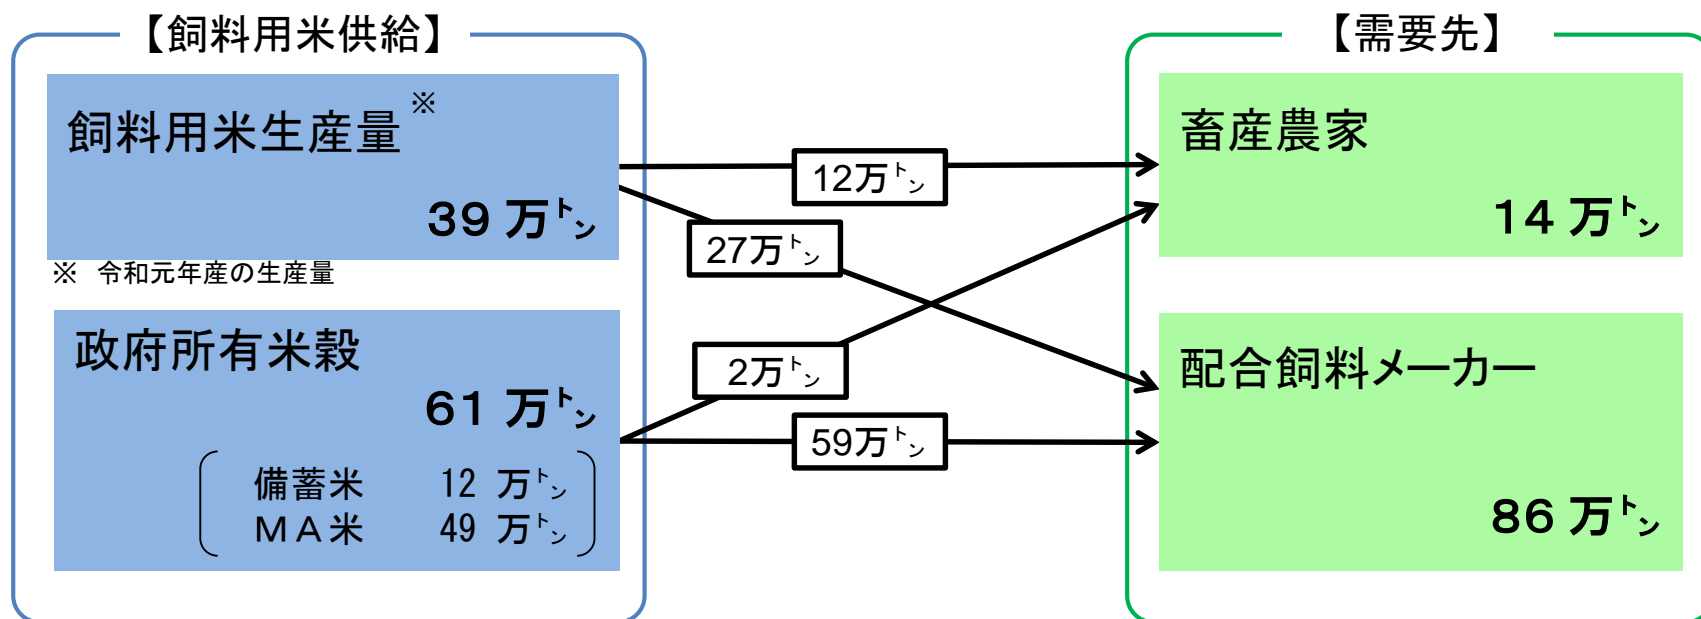 【飼料用米供給】
飼料用米生産量※
39 万トン
※ 令和元年産の生産量
政府所有米穀
61 万トン
備蓄米 12 万トン
ＭＡ米 49 万トン
12万トン
27万トン
2万トン
59万トン
【需要先】
畜産農家
14 万トン
配合飼料メーカー
86 万トン